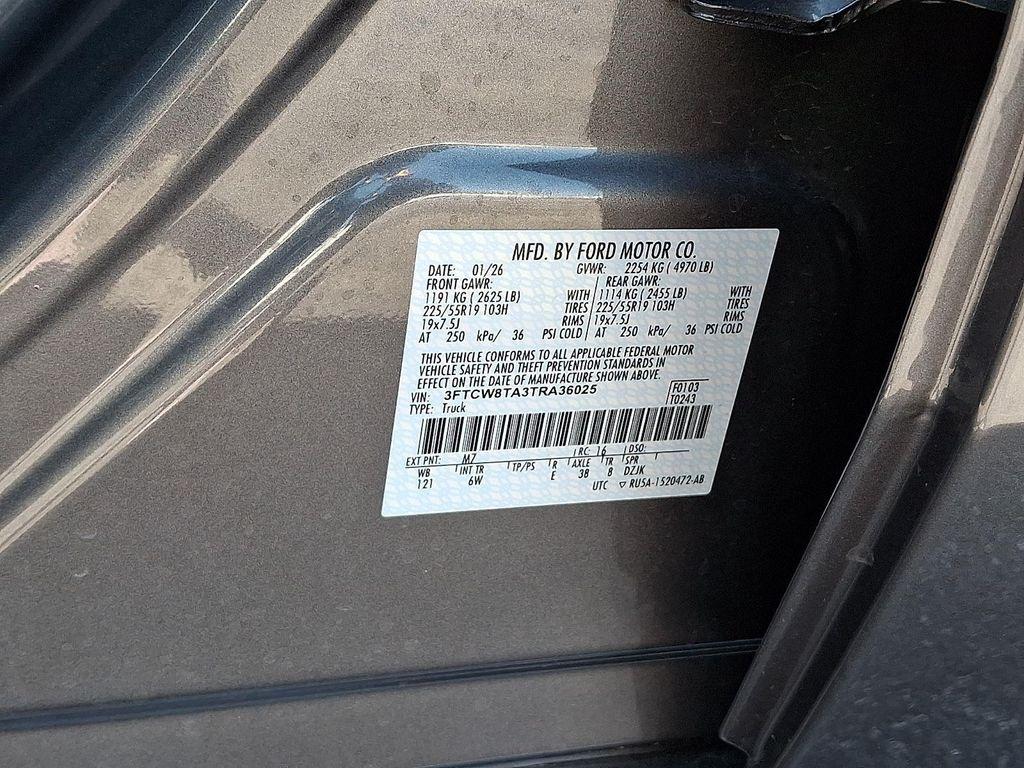 MFD. BY FORD MOTOR CO.
DATE: 01/26 GVWR: 2254 KG ( 4970 LB)
FRONT GAWR: REAR GAWR:
1191 KG ( 2625 LB) WITH 1114 KG ( 2455 LB) WITH
225/55R19 103H TIRES 225/55R19 103H TIRES
19x7.5J RIMS 19x7.5J RIMS
AT 250 kPa/ 36 PSI COLD AT 250 kPa/ 36 PSI COLD
THIS VEHICLE CONFORMS TO ALL APPLICABLE FEDERAL MOTOR
VEHICLE SAFETY AND THEFT PREVENTION STANDARDS IN
EFFECT ON THE DATE OF MANUFACTURE SHOWN ABOVE.
VIN: 3FTCW8TA3TRA36025 F0103
TYPE: Truck T0243
EXT PNT: M7 RC: 16 DSO:
WB INT TR TP/PS R AXLE TR SPR
121 6W E 3B 8 DZJK
UTC ▽ RU5A-1520472-AB